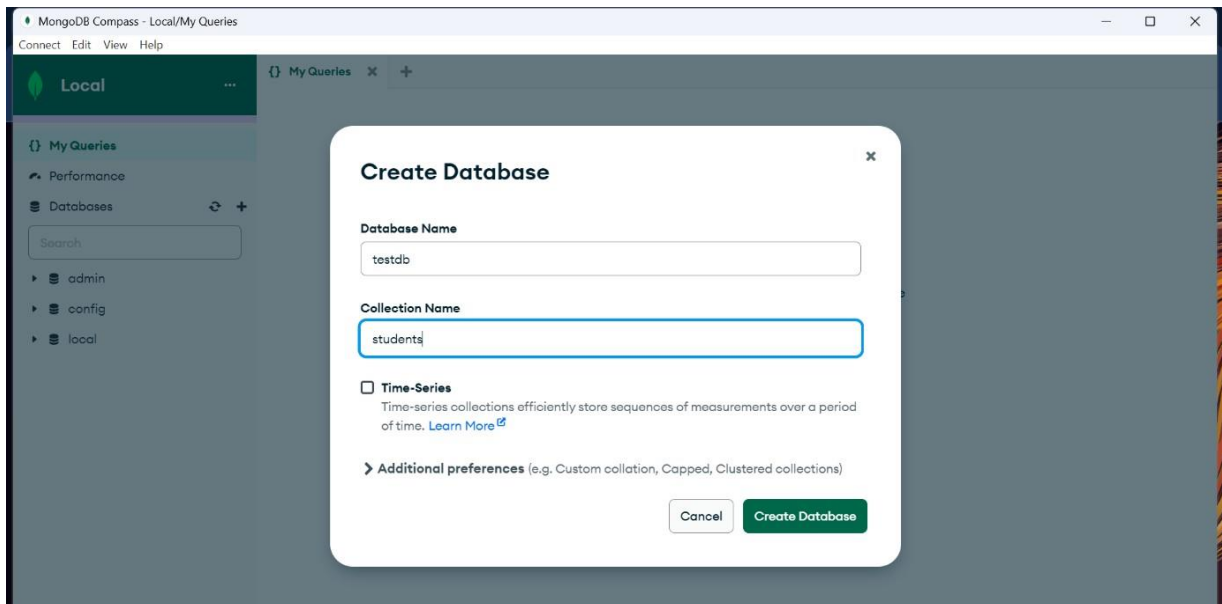 MongoDB Compass - Local/My Queries
Connect Edit View Help
Local
...
{} My Queries
{} My Queries
Performance
Databases
Search
admin
config
local
Create Database
Database Name
testdb
Collection Name
students
Time-Series
Time-series collections efficiently store sequences of measurements over a period
of time. Learn More
Additional preferences (e.g. Custom collation, Capped, Clustered collections)
Cancel
Create Database